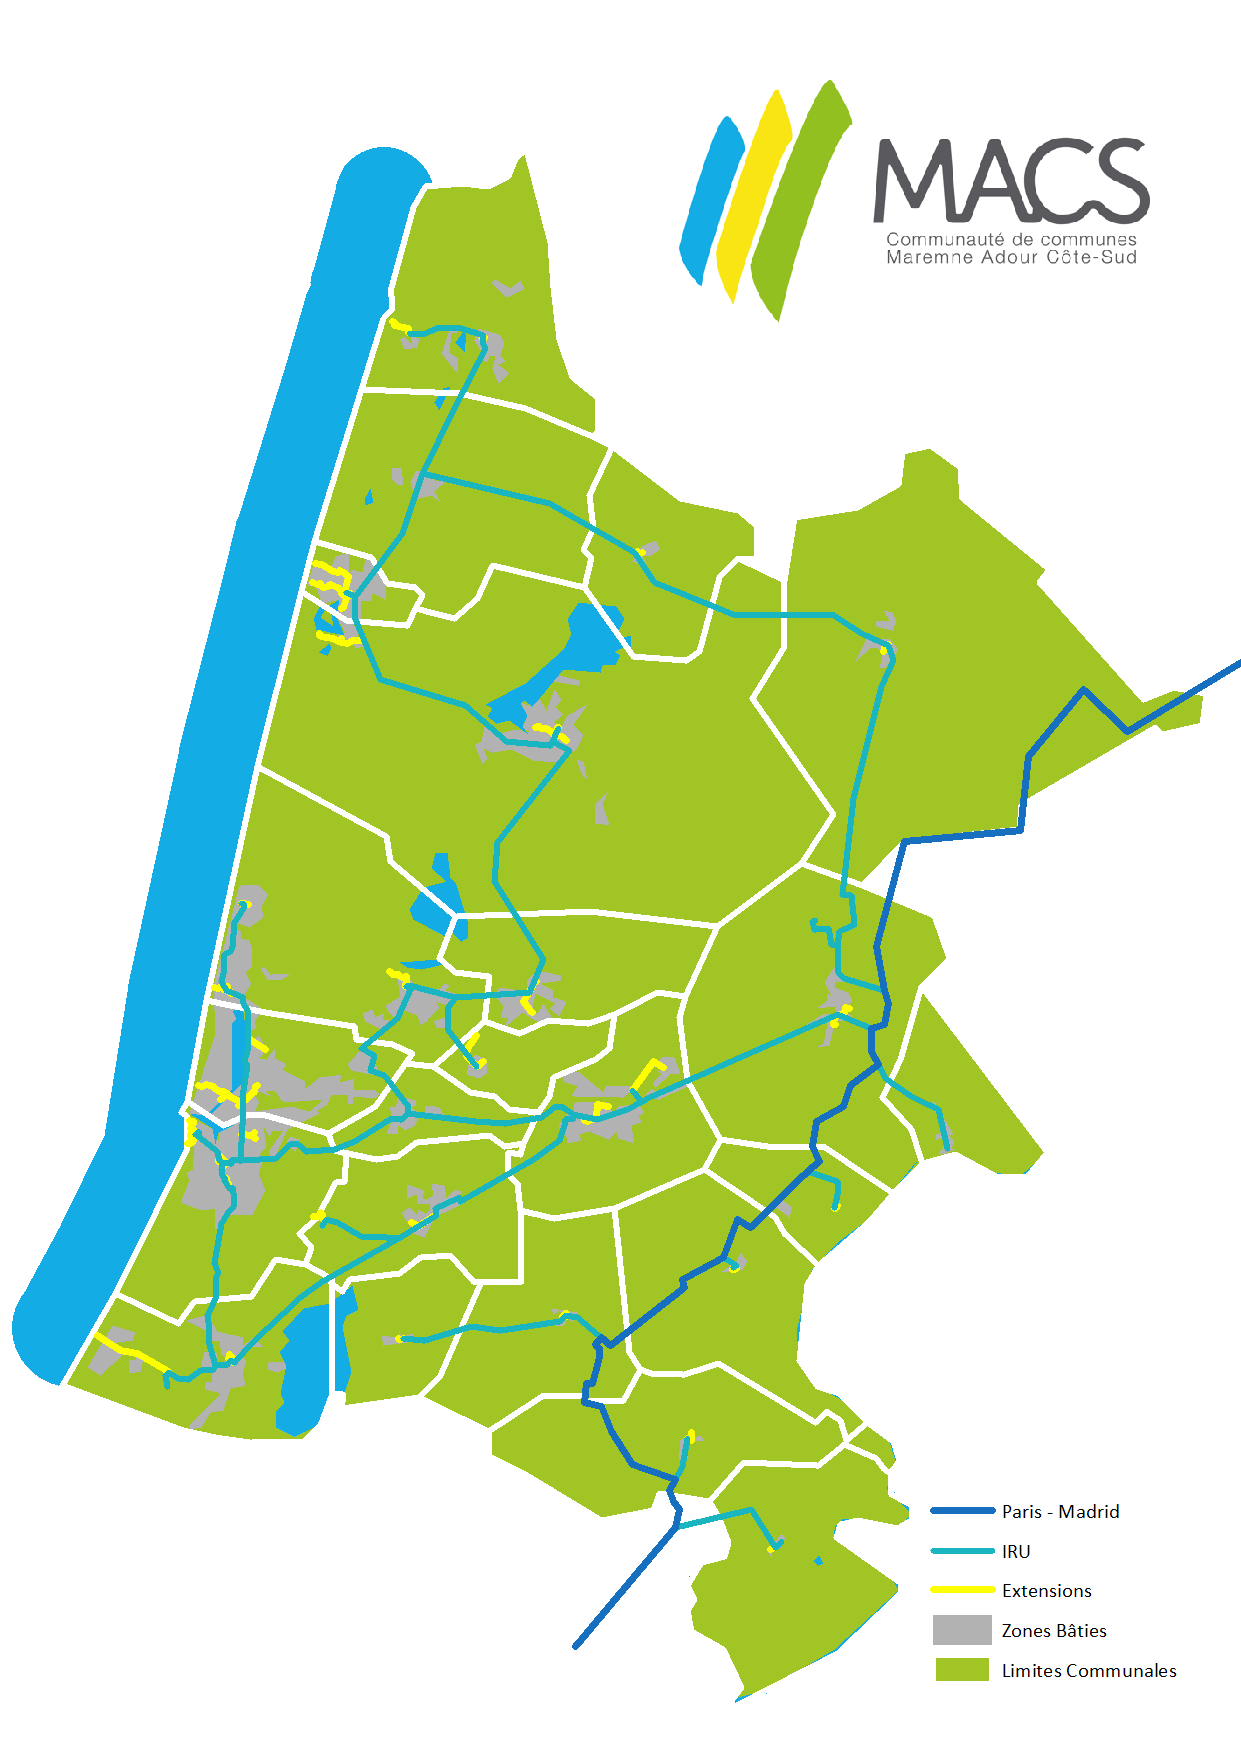 MACS
Communauté de communes
Maremne Adour Côte-Sud
Paris - Madrid
IRU
Extensions
Zones Bâties
Limites Communales